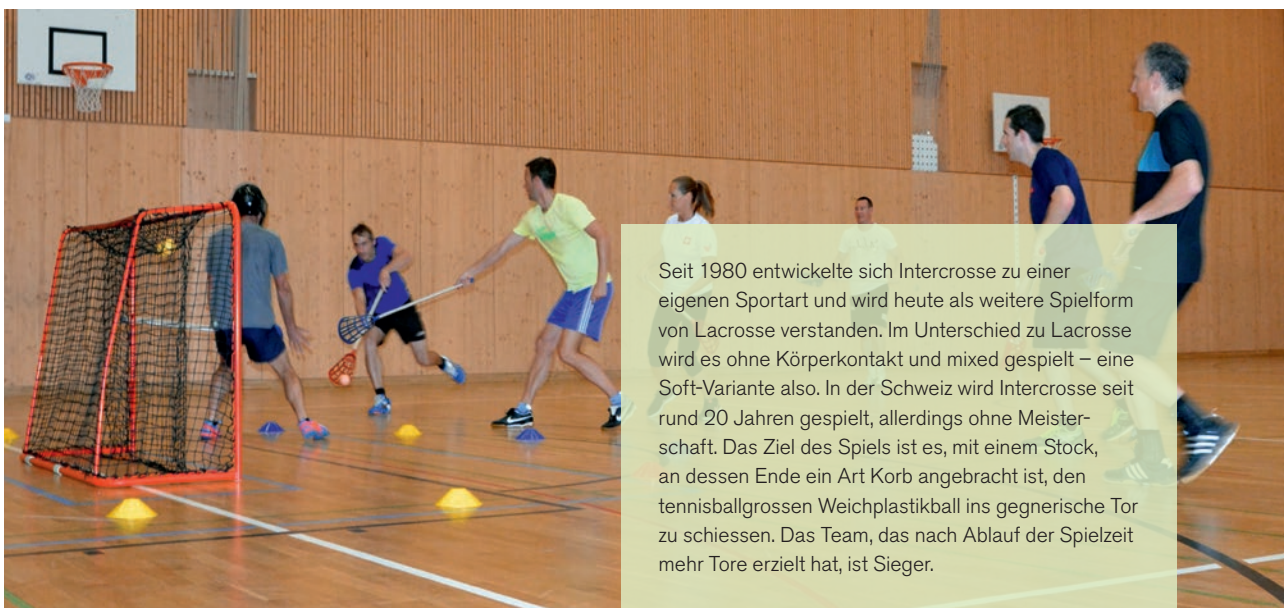 Seit 1980 entwickelte sich Intercrosse zu einer
eigenen Sportart und wird heute als weitere Spielform
von Lacrosse verstanden. Im Unterschied zu Lacrosse
wird es ohne Körperkontakt und mixed gespielt – eine
Soft-Variante also. In der Schweiz wird Intercrosse seit
rund 20 Jahren gespielt, allerdings ohne Meister-
schaft. Das Ziel des Spiels ist es, mit einem Stock,
an dessen Ende ein Art Korb angebracht ist, den
tennisballgrossen Weichplastikball ins gegnerische Tor
zu schiessen. Das Team, das nach Ablauf der Spielzeit
mehr Tore erzielt hat, ist Sieger.